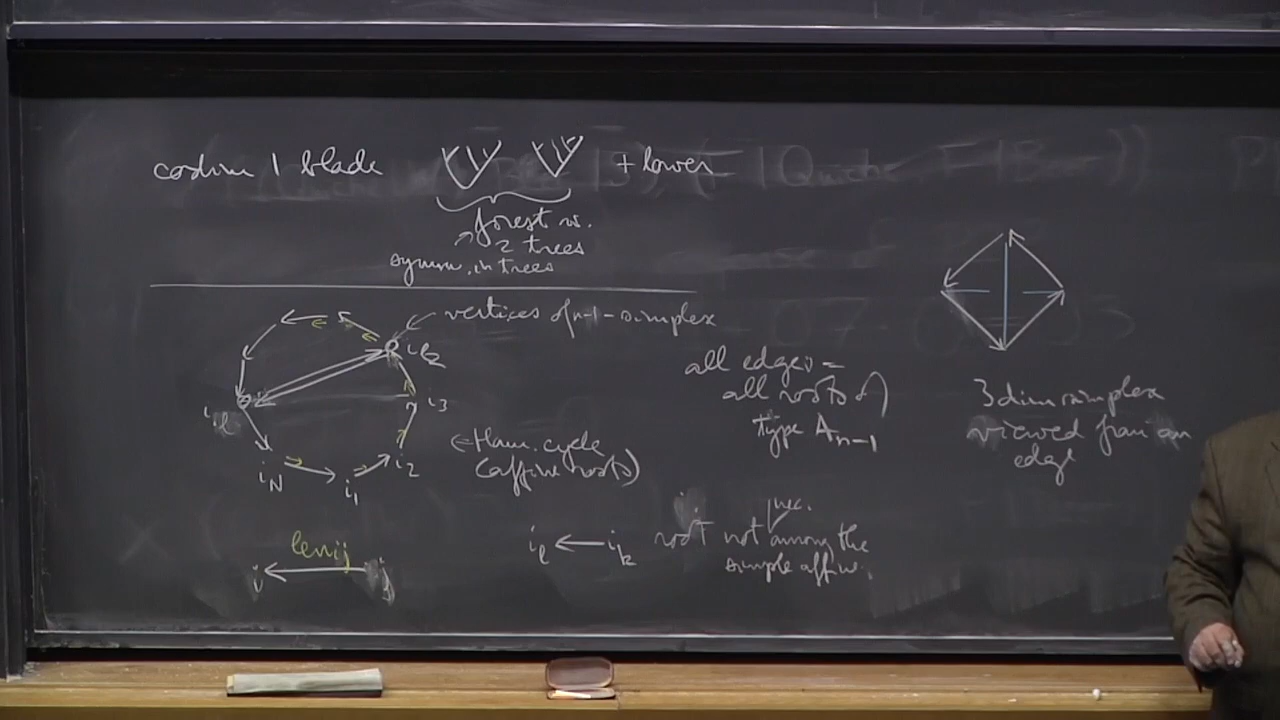 codim 1 blade + lower
forest w.
2 trees
symm. in trees
vertices of n-1-simplex
i_k
i_3
i_2
i_1
i_N
i_l
← Ham. cycle
(affine roots)
all edges =
all roots of
type A_{n-1}
3 dim simplex
viewed from an
edge
i_l ← i_k root not nec. among the
simple affine.
len ij
i ← j